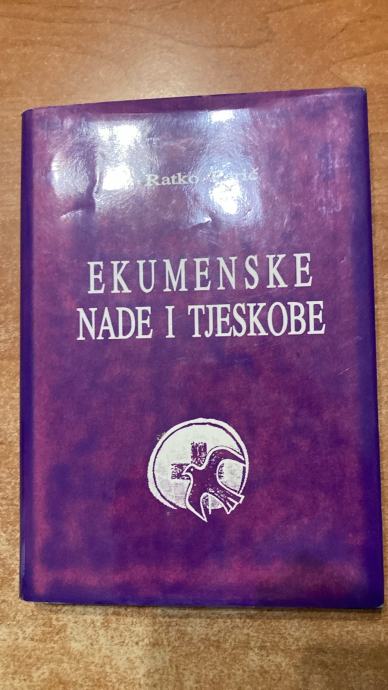 Ratko Perić
EKUMENSKE
NADE I TJESKOBE